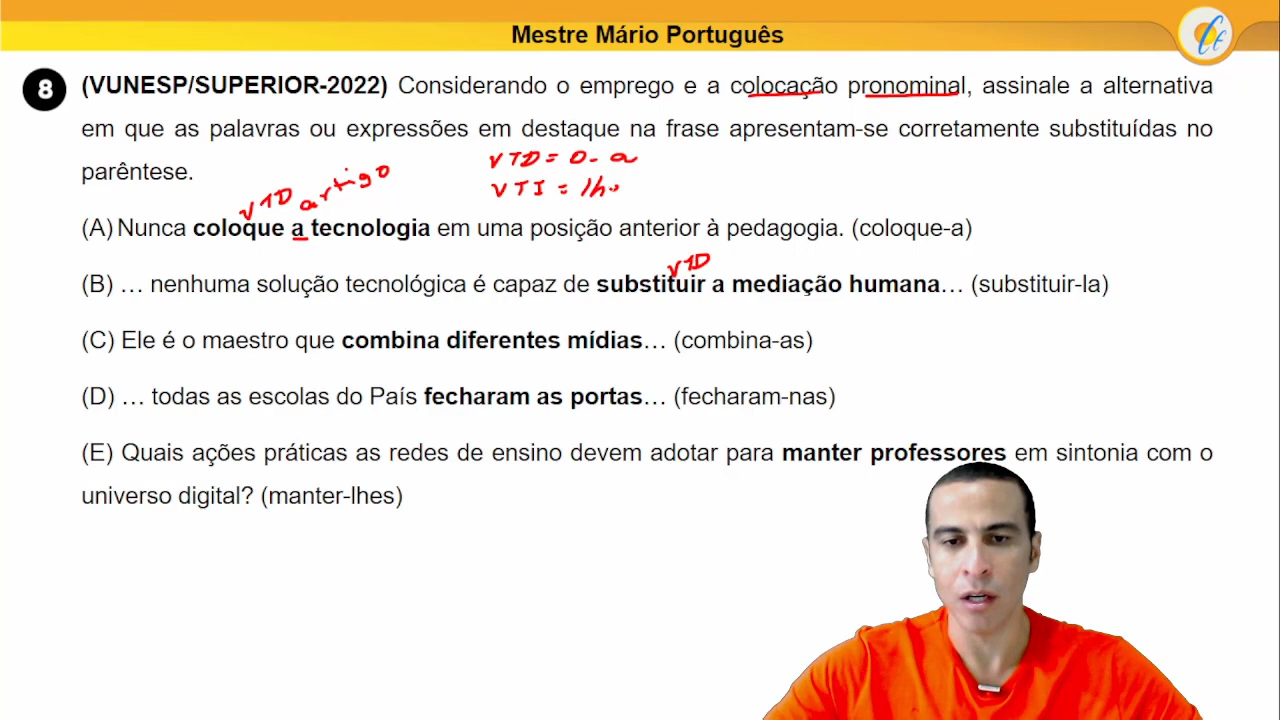 Mestre Mário Português
8 (VUNESP/SUPERIOR-2022) Considerando o emprego e a colocação pronominal, assinale a alternativa
em que as palavras ou expressões em destaque na frase apresentam-se corretamente substituídas no
parêntese.
VTD = o - a
VTI = lhe
VTD artigo
(A) Nunca coloque a tecnologia em uma posição anterior à pedagogia. (coloque-a)
VTD
(B) … nenhuma solução tecnológica é capaz de substituir a mediação humana… (substituir-la)
(C) Ele é o maestro que combina diferentes mídias… (combina-as)
(D) … todas as escolas do País fecharam as portas… (fecharam-nas)
(E) Quais ações práticas as redes de ensino devem adotar para manter professores em sintonia com o
universo digital? (manter-lhes)